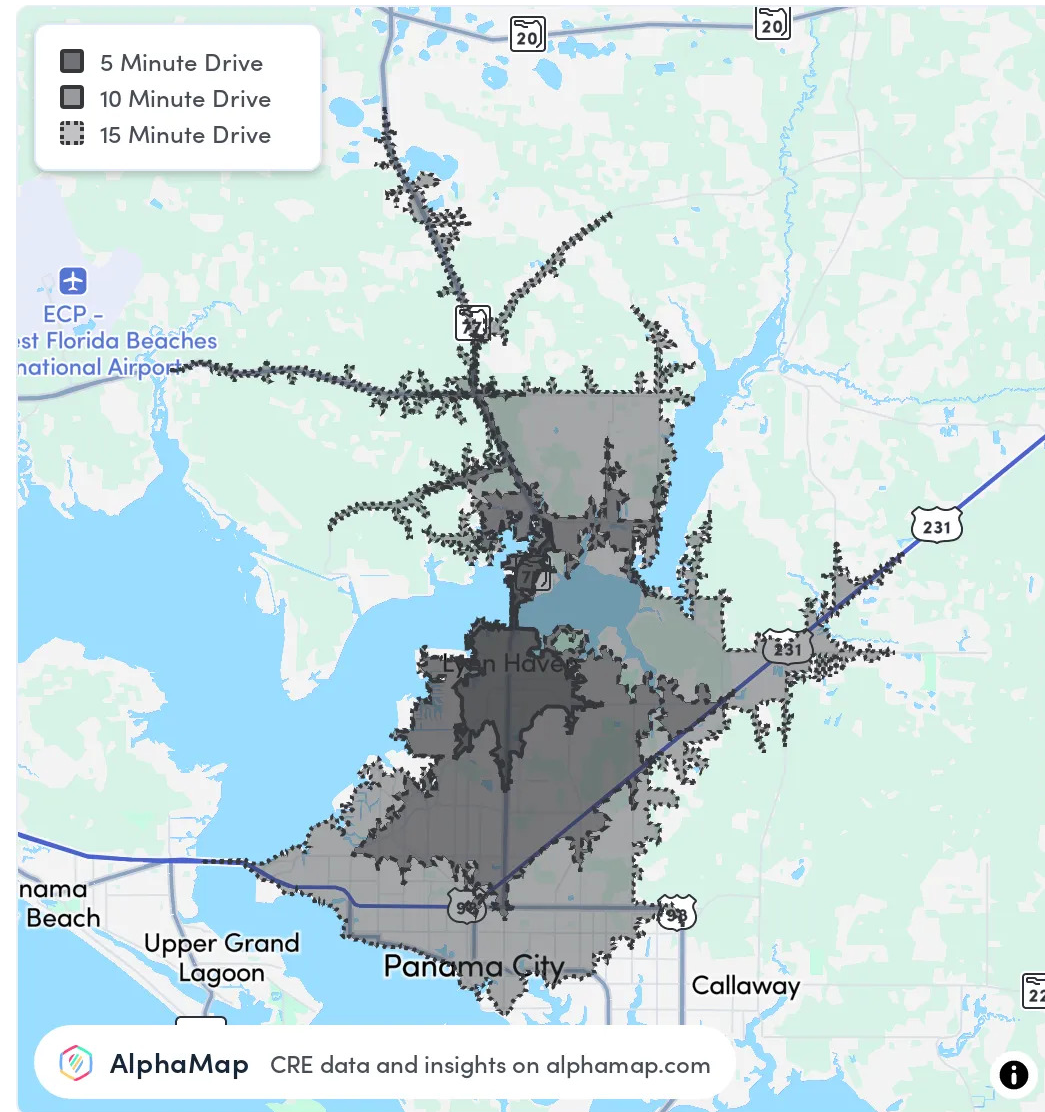 20
20
5 Minute Drive
10 Minute Drive
15 Minute Drive
ECP -
est Florida Beaches
national Airport
77
231
231
Lynn Haven
nama
Beach
98
98
Upper Grand
Lagoon
Panama City
Callaway
22
AlphaMap CRE data and insights on alphamap.com